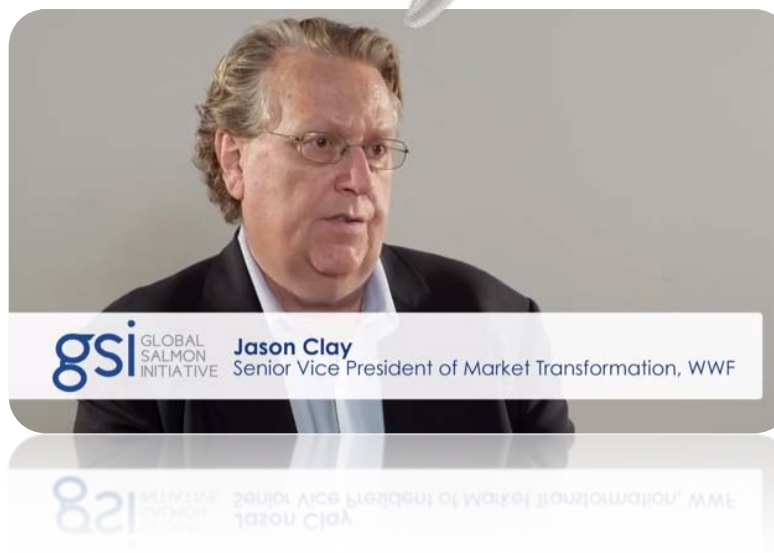 gsi GLOBAL
SALMON
INITIATIVE
Jason Clay
Senior Vice President of Market Transformation, WWF